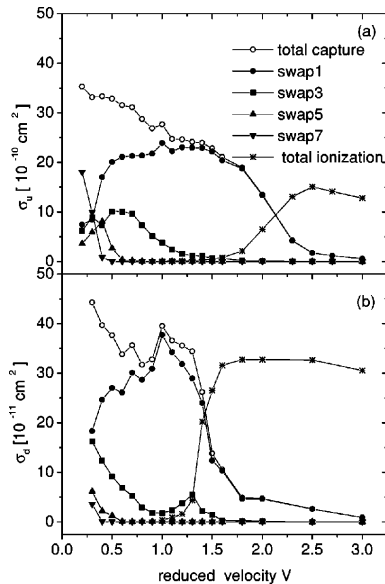 60
50
40
30
20
10
0
σu [ 10-10 cm2 ]
(a)
total capture
swap1
swap3
swap5
swap7
total ionization
50
40
30
20
10
0
σd [ 10-11 cm2 ]
(b)
0.0 0.5 1.0 1.5 2.0 2.5 3.0
reduced velocity V